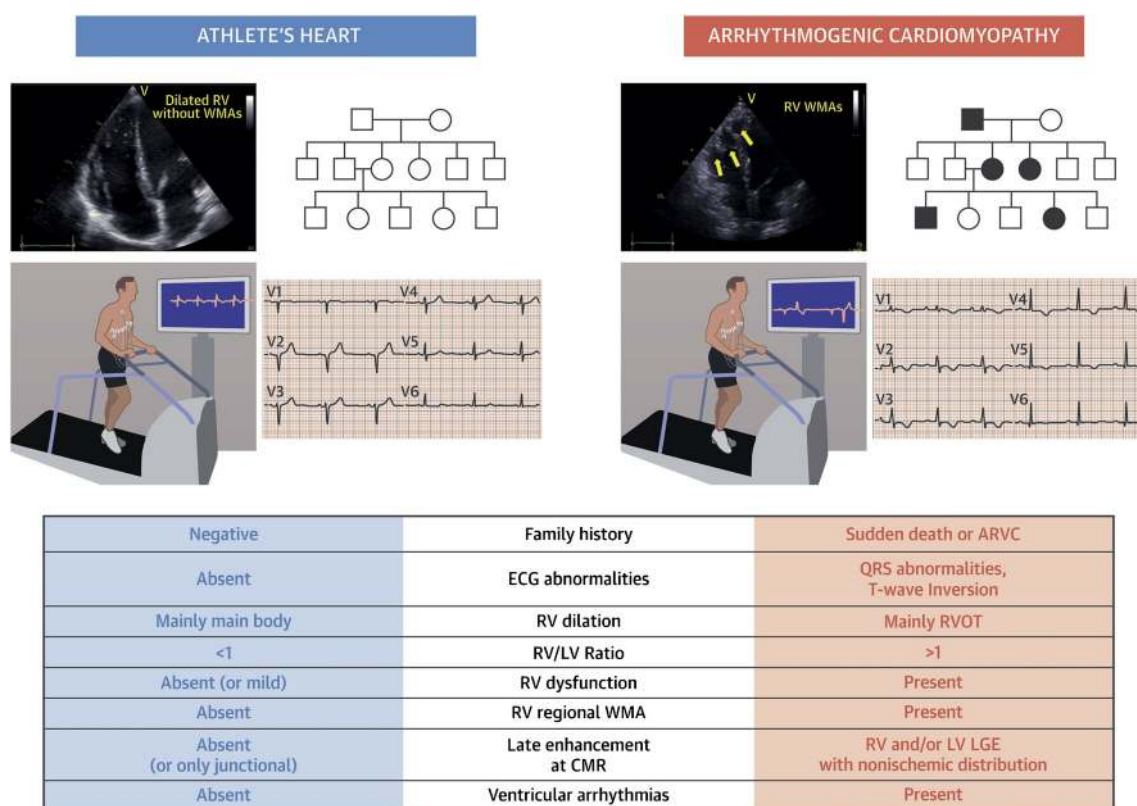 ATHLETE'S HEART
ARRHYTHMOGENIC CARDIOMYOPATHY
V
Dilated RV
without WMAs
V
RV WMAs
V1
V4
V2
V5
V3
V6
V1
V4
V2
V5
V3
V6
Negative
Family history
Sudden death or ARVC
Absent
ECG abnormalities
QRS abnormalities,
T-wave Inversion
Mainly main body
RV dilation
Mainly RVOT
<1
RV/LV Ratio
>1
Absent (or mild)
RV dysfunction
Present
Absent
RV regional WMA
Present
Absent
(or only junctional)
Late enhancement
at CMR
RV and/or LV LGE
with nonischemic distribution
Absent
Ventricular arrhythmias
Present